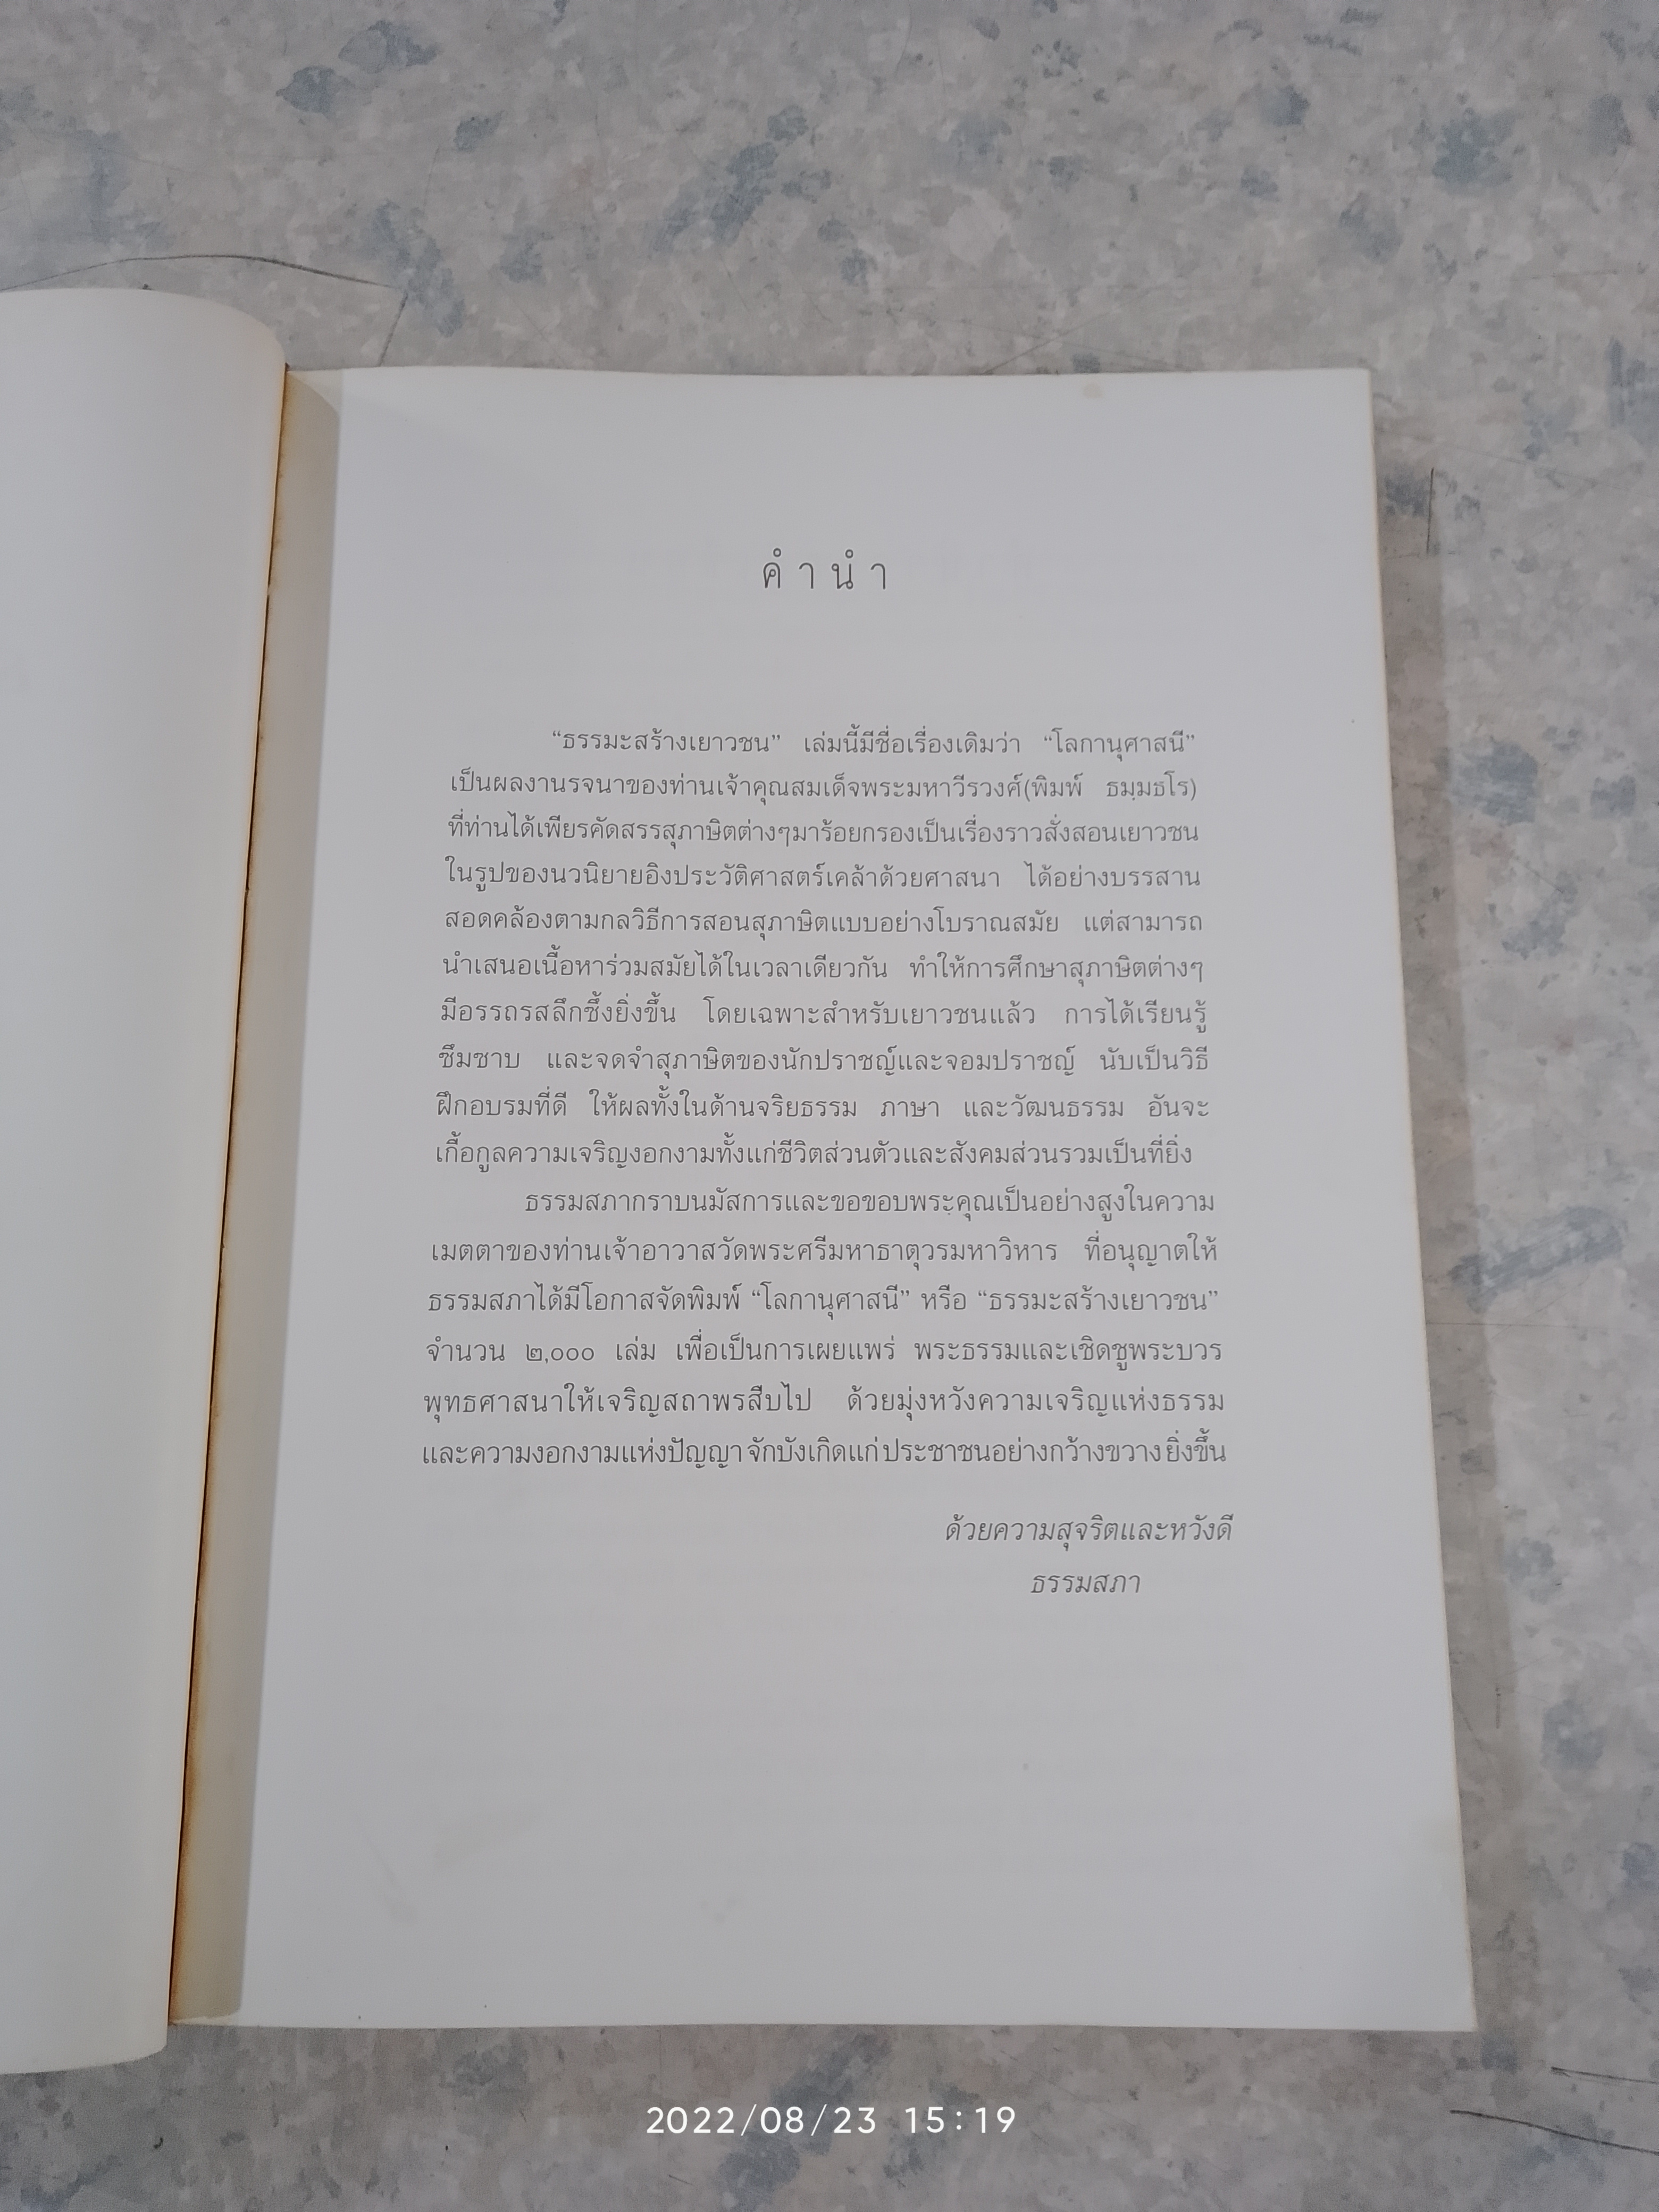 คำนำ
“ธรรมะสร้างเยาวชน” เล่มนี้มีชื่อเรื่องเดิมว่า “โลกานุศาสนี”
เป็นผลงานรจนาของท่านเจ้าคุณสมเด็จพระมหาวีรวงศ์(พิมพ์ ธมฺมธโร)
ที่ท่านได้เพียรคัดสรรสุภาษิตต่างๆมาร้อยกรองเป็นเรื่องราวสั่งสอนเยาวชน
ในรูปของนวนิยายอิงประวัติศาสตร์เคล้าด้วยศาสนา ได้อย่างบรรสาน
สอดคล้องตามกลวิธีการสอนสุภาษิตแบบอย่างโบราณสมัย แต่สามารถ
นำเสนอเนื้อหาร่วมสมัยได้ในเวลาเดียวกัน ทำให้การศึกษาสุภาษิตต่างๆ
มีอรรถรสลึกซึ้งยิ่งขึ้น โดยเฉพาะสำหรับเยาวชนแล้ว การได้เรียนรู้
ซึมซาบ และจดจำสุภาษิตของนักปราชญ์และจอมปราชญ์ นับเป็นวิธี
ฝึกอบรมที่ดี ให้ผลทั้งในด้านจริยธรรม ภาษา และวัฒนธรรม อันจะ
เกื้อกูลความเจริญงอกงามทั้งแก่ชีวิตส่วนตัวและสังคมส่วนรวมเป็นที่ยิ่ง
ธรรมสภากราบนมัสการและขอขอบพระคุณเป็นอย่างสูงในความ
เมตตาของท่านเจ้าอาวาสวัดพระศรีมหาธาตุวรมหาวิหาร ที่อนุญาตให้
ธรรมสภาได้มีโอกาสจัดพิมพ์ “โลกานุศาสนี” หรือ “ธรรมะสร้างเยาวชน”
จำนวน ๒,๐๐๐ เล่ม เพื่อเป็นการเผยแพร่ พระธรรมและเชิดชูพระบวร
พุทธศาสนาให้เจริญสถาพรสืบไป ด้วยมุ่งหวังความเจริญแห่งธรรม
และความงอกงามแห่งปัญญา จักบังเกิดแก่ประชาชนอย่างกว้างขวางยิ่งขึ้น
ด้วยความสุจริตและหวังดี
ธรรมสภา
2022/08/23 15:19